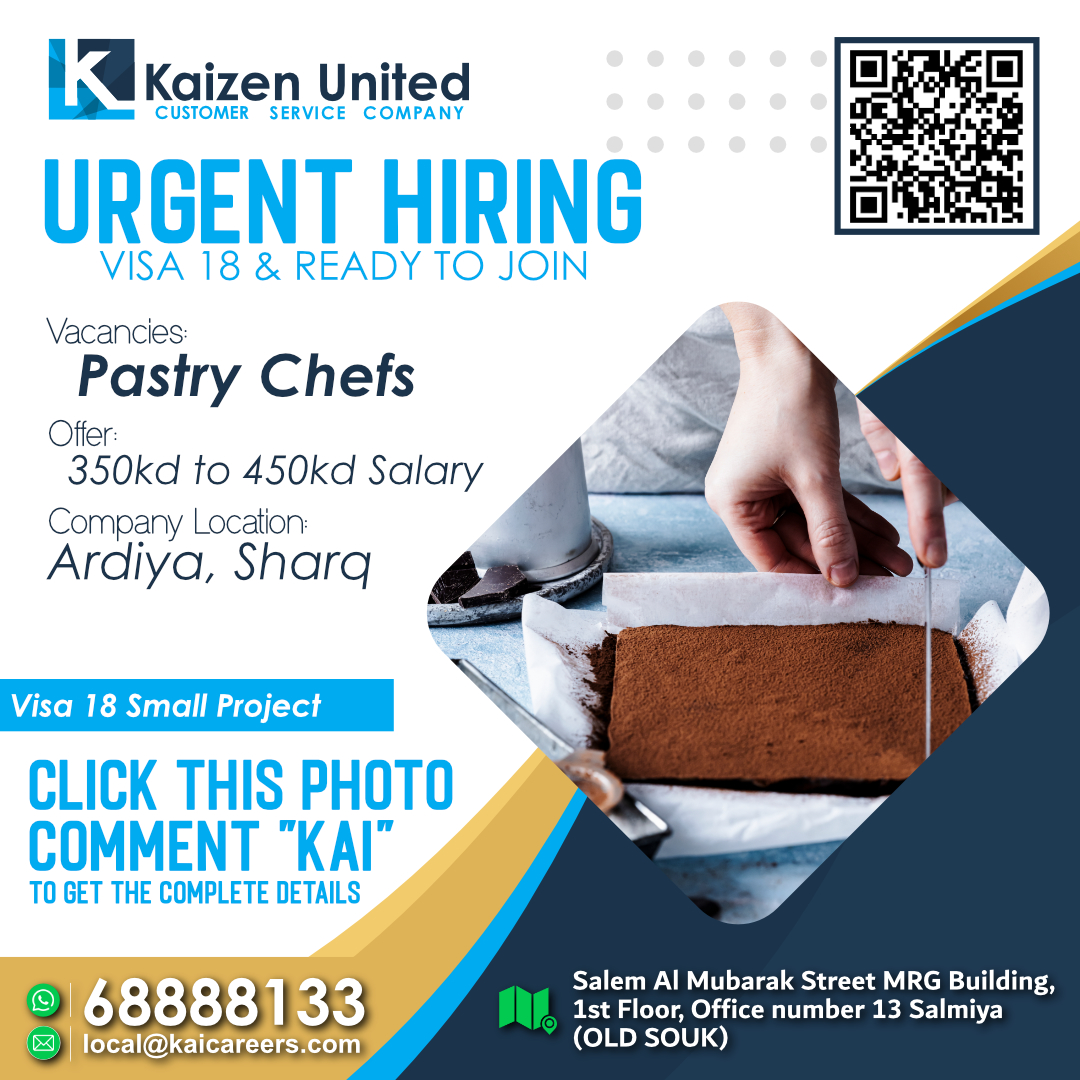 K Kaizen United
CUSTOMER SERVICE COMPANY
URGENT HIRING
VISA 18 & READY TO JOIN
Vacancies:
Pastry Chefs
Offer:
350kd to 450kd Salary
Company Location:
Ardiya, Sharq
Visa 18 Small Project
CLICK THIS PHOTO
COMMENT "KAI"
TO GET THE COMPLETE DETAILS
68888133
local@kaicareers.com
Salem Al Mubarak Street MRG Building,
1st Floor, Office number 13 Salmiya
(OLD SOUK)